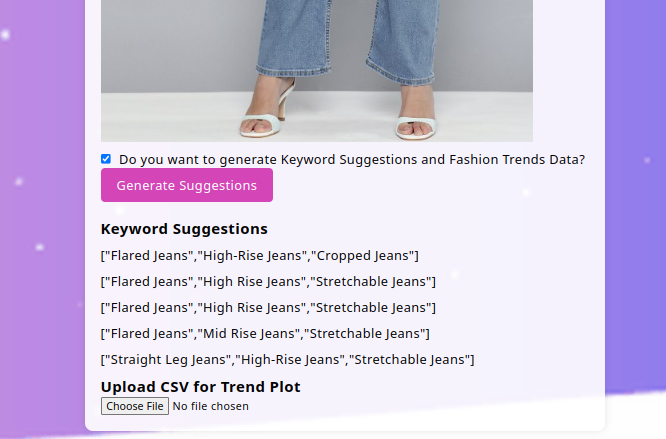 Do you want to generate Keyword Suggestions and Fashion Trends Data?
Generate Suggestions
Keyword Suggestions
["Flared Jeans","High-Rise Jeans","Cropped Jeans"]
["Flared Jeans","High Rise Jeans","Stretchable Jeans"]
["Flared Jeans","High Rise Jeans","Stretchable Jeans"]
["Flared Jeans","Mid Rise Jeans","Stretchable Jeans"]
["Straight Leg Jeans","High-Rise Jeans","Stretchable Jeans"]
Upload CSV for Trend Plot
Choose File No file chosen